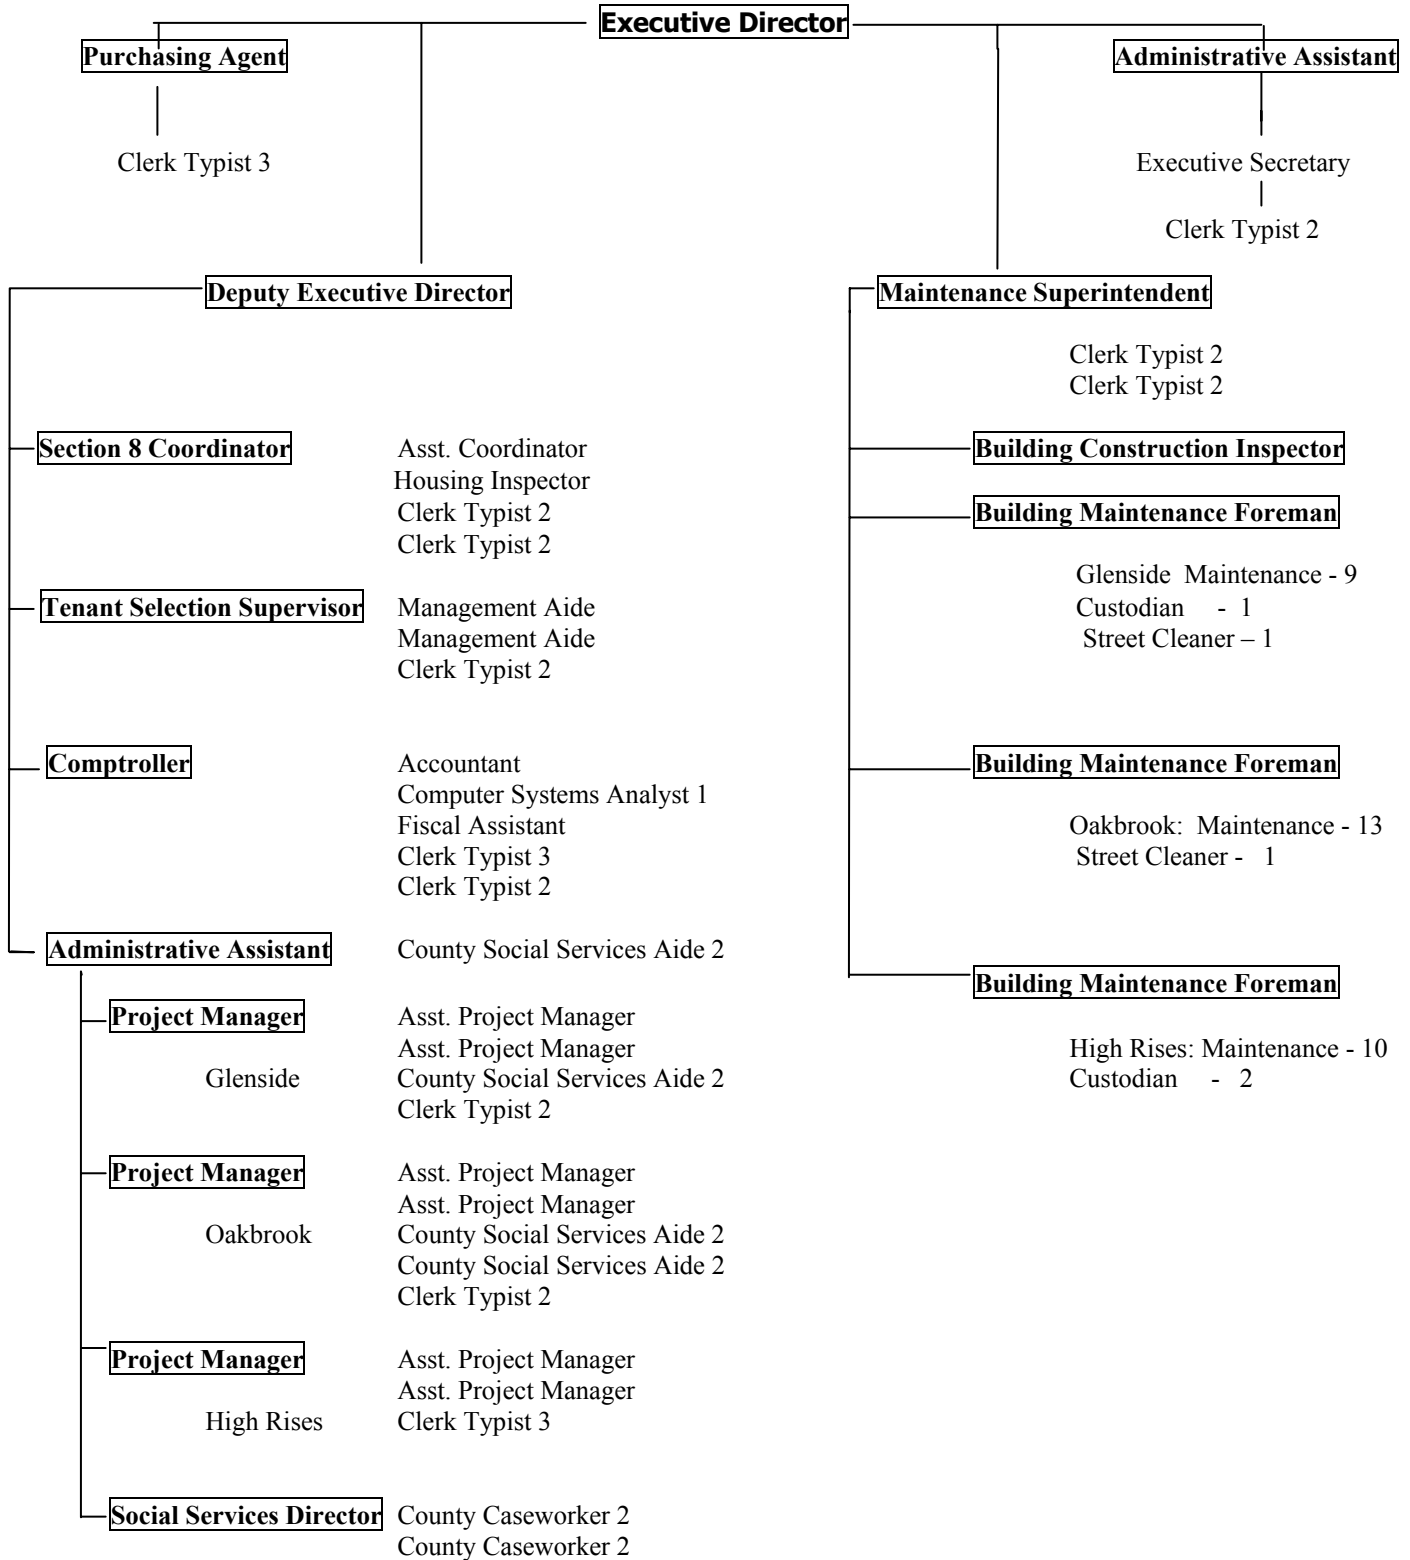 Executive Director
Purchasing Agent
Administrative Assistant
Clerk Typist 3
Executive Secretary
Clerk Typist 2
Deputy Executive Director
Maintenance Superintendent
Clerk Typist 2
Clerk Typist 2
Section 8 Coordinator
Asst. Coordinator
Housing Inspector
Clerk Typist 2
Clerk Typist 2
Tenant Selection Supervisor
Management Aide
Management Aide
Clerk Typist 2
Comptroller
Accountant
Computer Systems Analyst 1
Fiscal Assistant
Clerk Typist 3
Clerk Typist 2
Administrative Assistant
County Social Services Aide 2
Project Manager
Glenside
Asst. Project Manager
Asst. Project Manager
County Social Services Aide 2
Clerk Typist 2
Project Manager
Oakbrook
Asst. Project Manager
Asst. Project Manager
County Social Services Aide 2
County Social Services Aide 2
Clerk Typist 2
Project Manager
High Rises
Asst. Project Manager
Asst. Project Manager
Clerk Typist 3
Social Services Director
County Caseworker 2
County Caseworker 2
Building Construction Inspector
Building Maintenance Foreman
Glenside Maintenance - 9
Custodian - 1
Street Cleaner – 1
Building Maintenance Foreman
Oakbrook: Maintenance - 13
Street Cleaner - 1
Building Maintenance Foreman
High Rises: Maintenance - 10
Custodian - 2